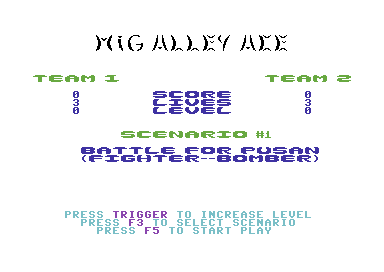 MiG ALLEY ACE
TEAM 1 TEAM 2
0 SCORE 0
3 LIVES 3
0 LEVEL 0
SCENARIO #1
BATTLE FOR PUSAN
(FIGHTER--BOMBER)
PRESS TRIGGER TO INCREASE LEVEL
PRESS F3 TO SELECT SCENARIO
PRESS F5 TO START PLAY